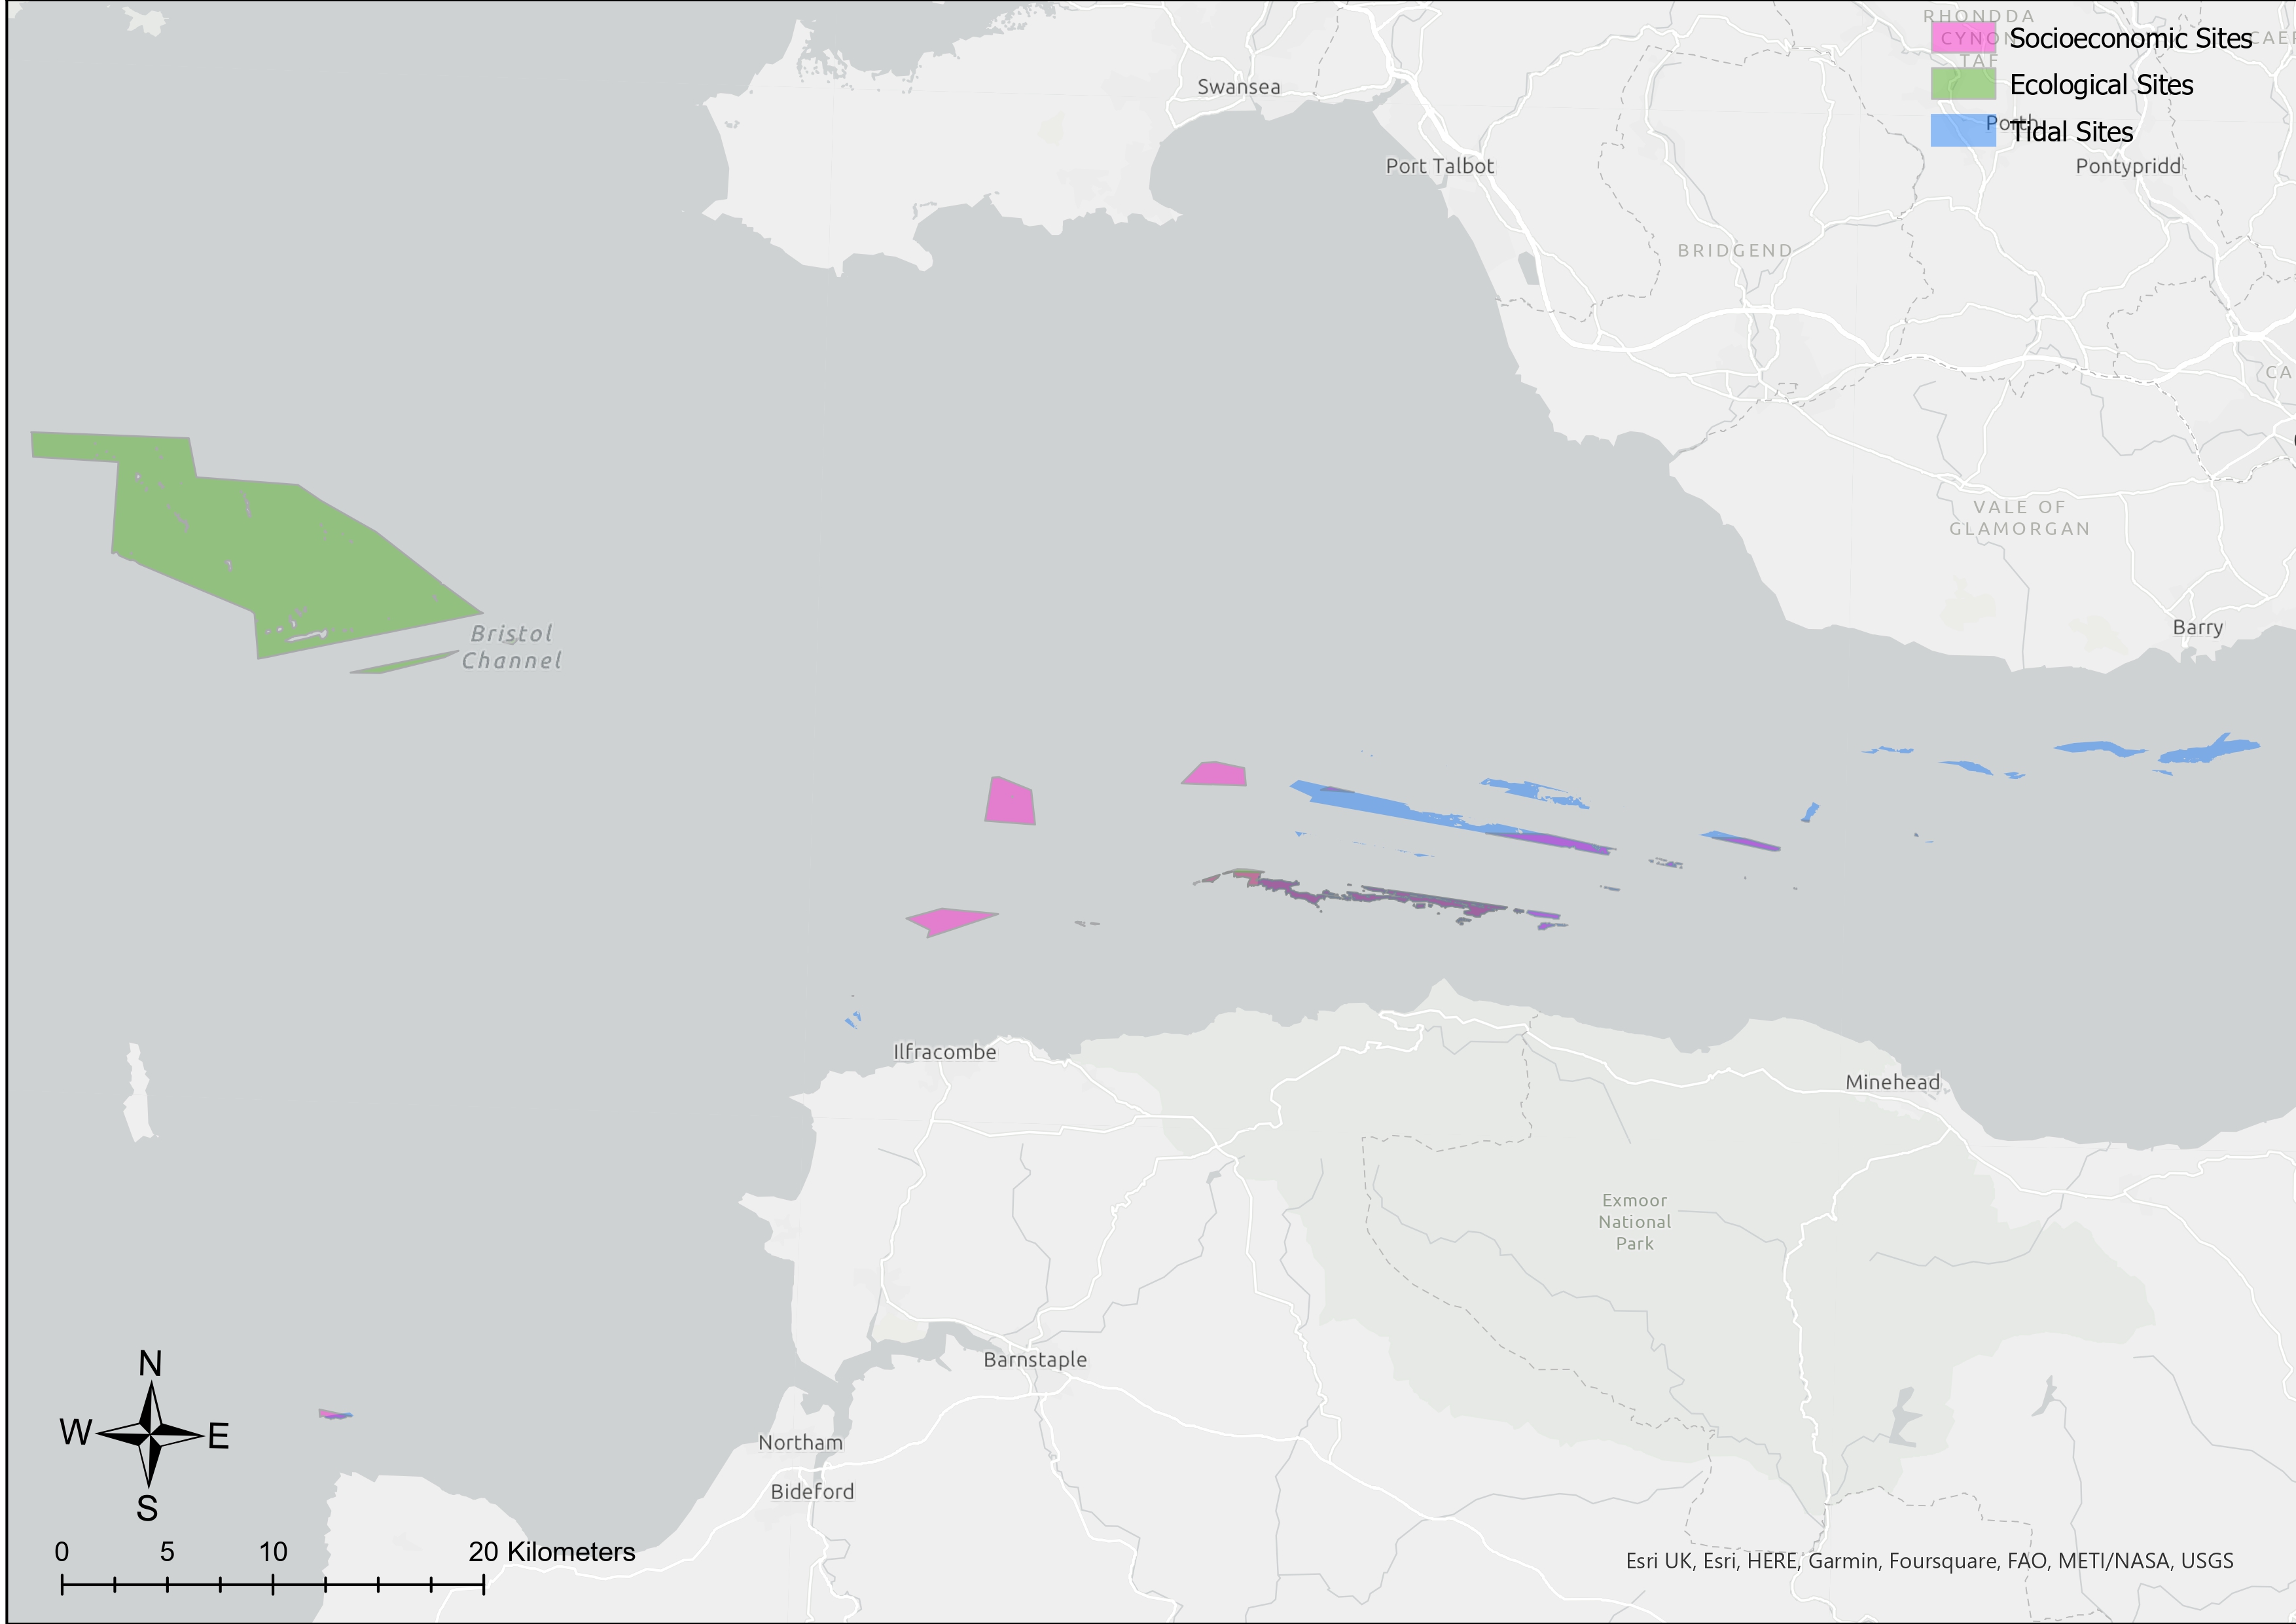 RHONDDA
CYNON
TAF
CAER
Socioeconomic Sites
Ecological Sites
Tidal Sites
Porth
Pontypridd
Swansea
Port Talbot
BRIDGEND
CA
VALE OF
GLAMORGAN
Barry
Bristol
Channel
Ilfracombe
Minehead
Exmoor
National
Park
Barnstaple
Northam
Bideford
N
W E
S
0 5 10 20 Kilometers
Esri UK, Esri, HERE, Garmin, Foursquare, FAO, METI/NASA, USGS